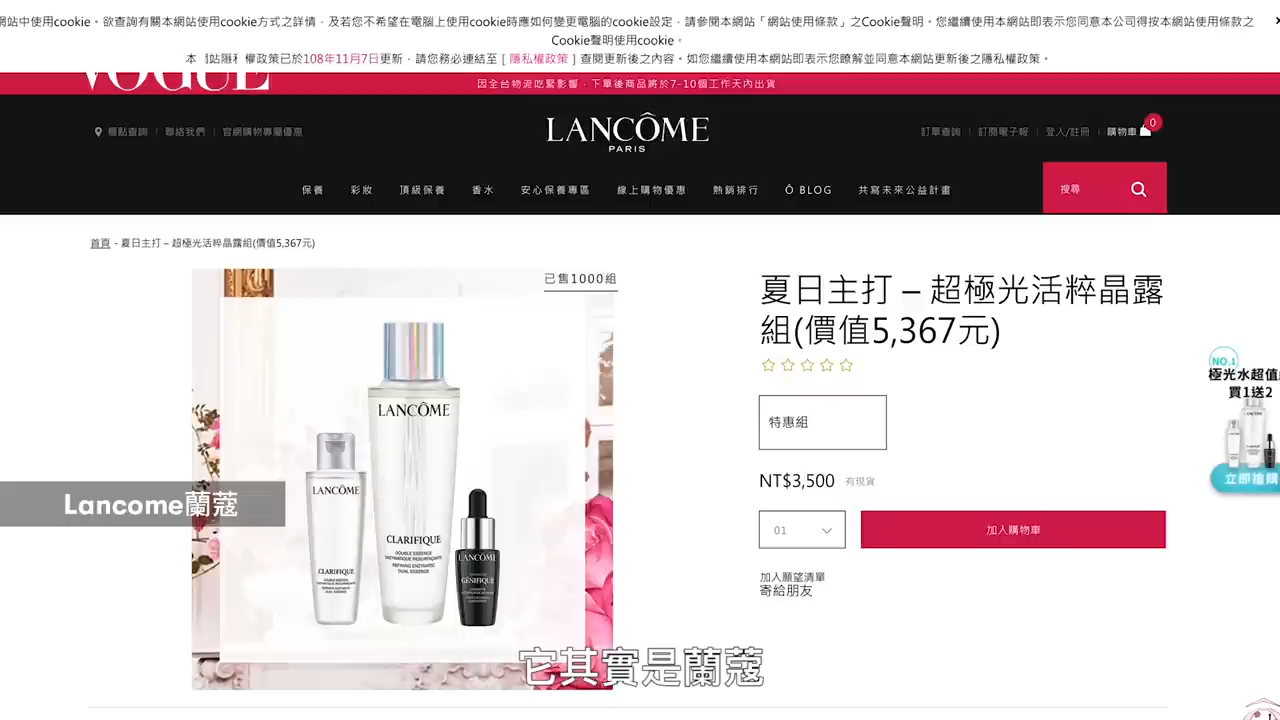 網站中使用cookie。欲查詢有關本網站使用cookie方式之詳情，及若您不希望在電腦上使用cookie時應如何變更電腦的cookie設定，請參閱本網站「網站使用條款」之Cookie聲明。您繼續使用本網站即表示您同意本公司得按本網站使用條款之
Cookie聲明使用cookie。
權政策已於108年11月7日更新，請您務必連結至 [ 隱私權政策 ] 查閱更新後之內容。如您繼續使用本網站即表示您瞭解並同意本網站更新後之隱私權政策。
VOGUE
因全台物流吃緊影響，下單後商品將於7-10個工作天內出貨
櫃點查詢 | 聯絡我們 | 官網購物專屬優惠
LANCÔME
PARIS
訂單查詢 | 訂閱電子報 | 登入/註冊 | 購物車 0
保養 彩妝 頂級保養 香水 安心保養專區 線上購物優惠 熱銷排行 Ô BLOG 共寫未來公益計畫
搜尋
首頁 - 夏日主打 – 超極光活粹晶露組(價值5,367元)
已售1000組
夏日主打 – 超極光活粹晶露
組(價值5,367元)
特惠組
NT$3,500 有現貨
01
加入購物車
加入願望清單
寄給朋友
NO.1
極光水超值
買1送2
立即搶購
LANCÔME
CLARIFIQUE
DOUBLE ESSENCE
ENZYMATIQUE RESURFAÇANTE
REFINING ENZYMATIC
DUAL ESSENCE
LANCÔME
CLARIFIQUE
LANCÔME
GÉNIFIQUE
Lancome蘭蔻
它其實是蘭蔻